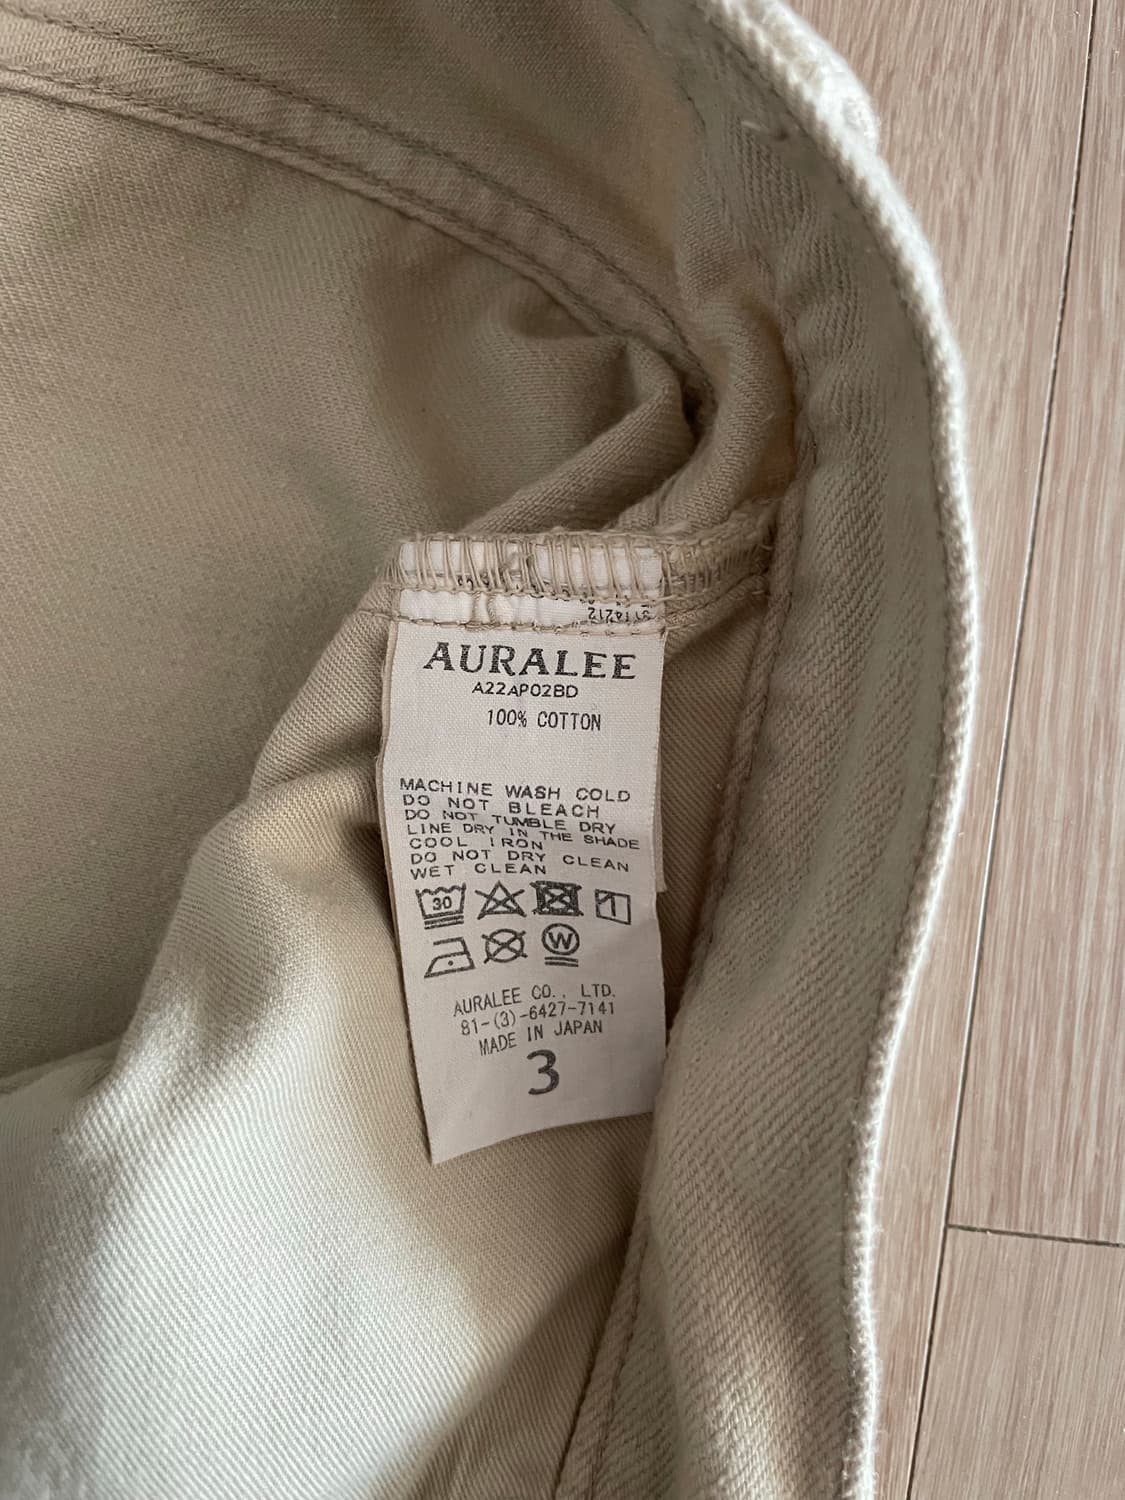 AURALEE
A22AP02BD
100% COTTON
MACHINE WASH COLD
DO NOT BLEACH
DO NOT TUMBLE DRY
LINE DRY IN THE SHADE
COOL IRON
DO NOT DRY CLEAN
WET CLEAN
30
W
AURALEE CO., LTD.
81-(3)-6427-7141
MADE IN JAPAN
3